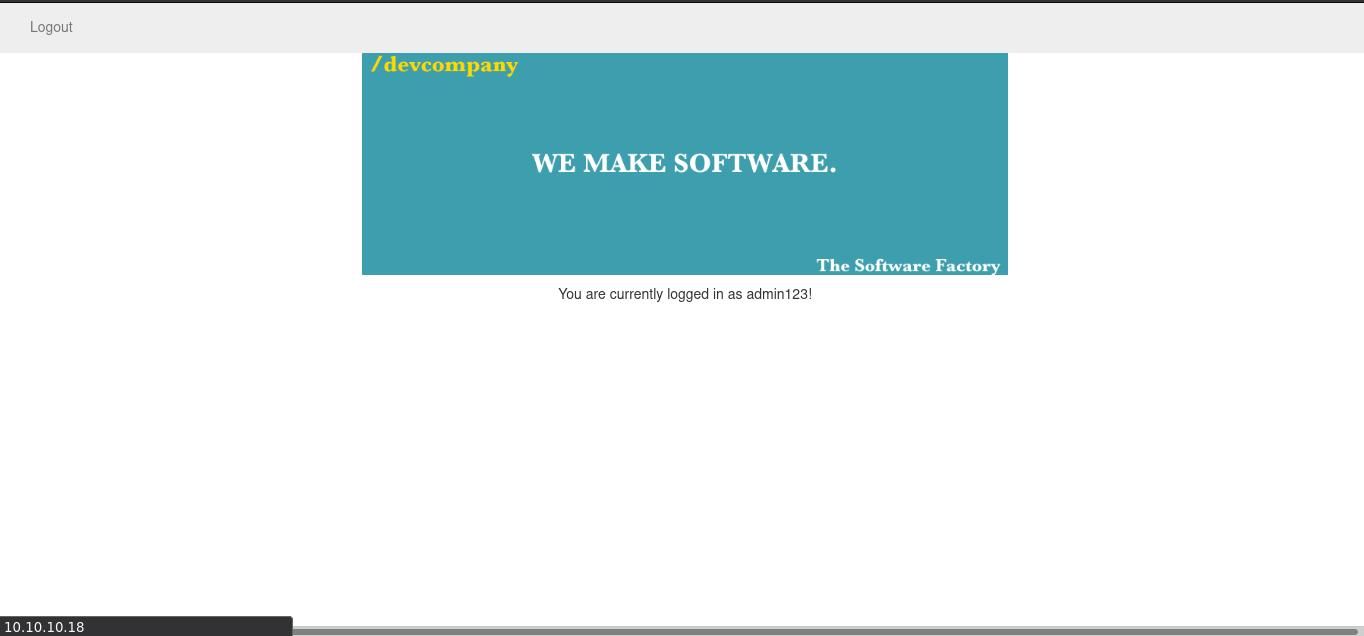 Logout
/devcompany
WE MAKE SOFTWARE.
The Software Factory
You are currently logged in as admin123!
10.10.10.18